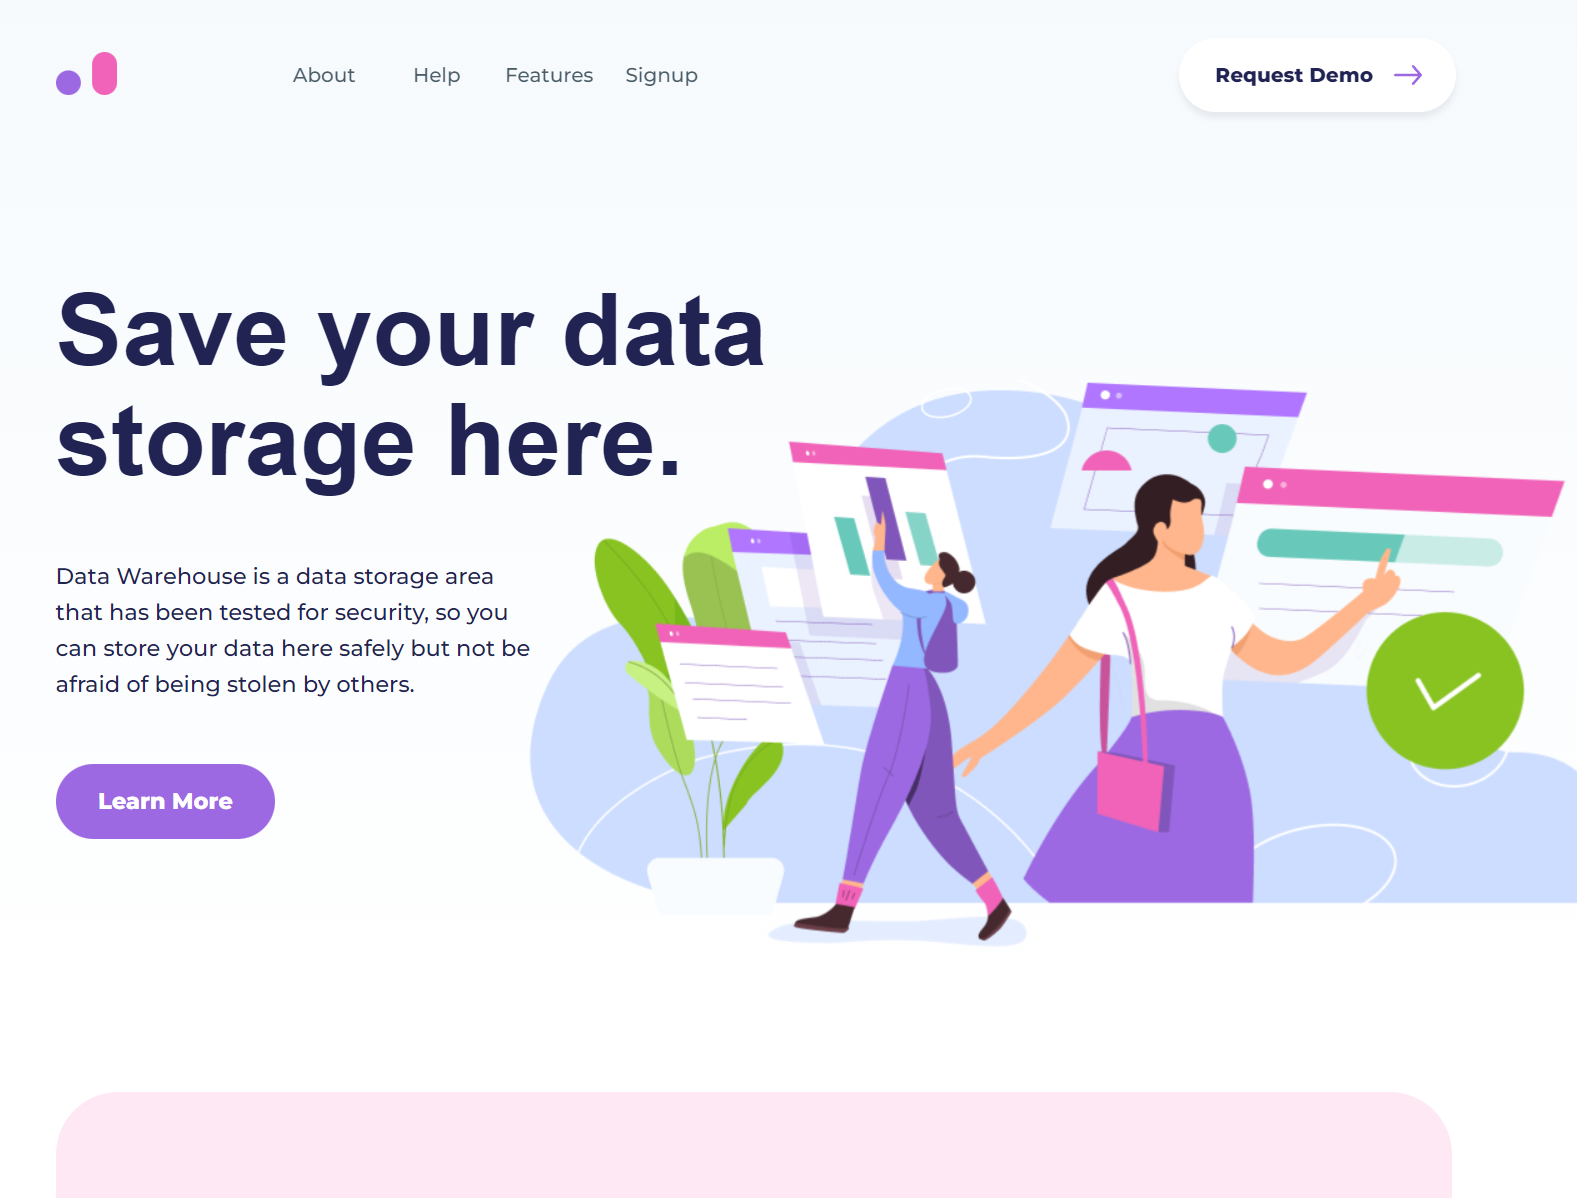 About Help Features Signup
Request Demo
Save your data
storage here.
Data Warehouse is a data storage area
that has been tested for security, so you
can store your data here safely but not be
afraid of being stolen by others.
Learn More